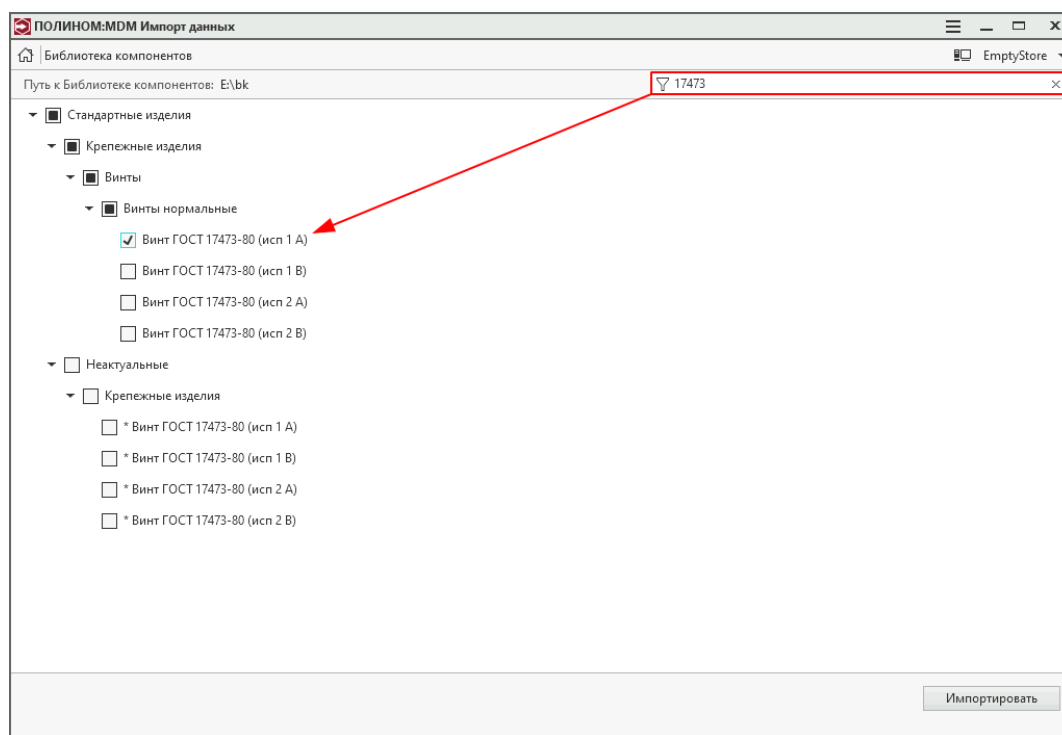 ПОЛИНОМ:MDM Импорт данных
Библиотека компонентов
EmptyStore
Путь к Библиотеке компонентов: E:\bk
17473
Стандартные изделия
Крепежные изделия
Винты
Винты нормальные
Винт ГОСТ 17473-80 (исп 1 А)
Винт ГОСТ 17473-80 (исп 1 В)
Винт ГОСТ 17473-80 (исп 2 А)
Винт ГОСТ 17473-80 (исп 2 В)
Неактуальные
Крепежные изделия
* Винт ГОСТ 17473-80 (исп 1 А)
* Винт ГОСТ 17473-80 (исп 1 В)
* Винт ГОСТ 17473-80 (исп 2 А)
* Винт ГОСТ 17473-80 (исп 2 В)
Импортировать